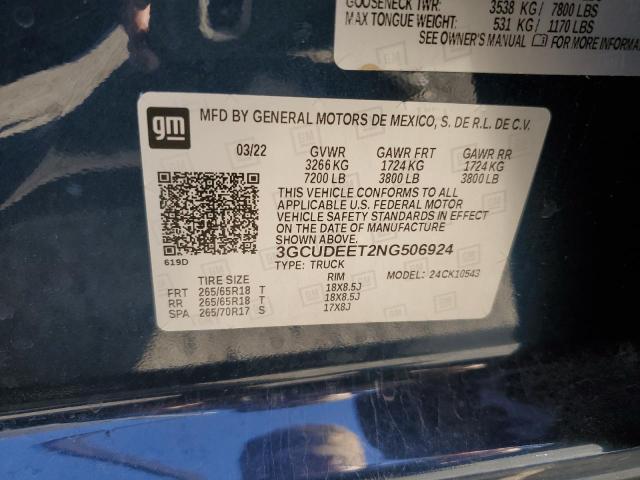 GOOSENECK TWR: 3538 KG/ 7800 LBS
MAX TONGUE WEIGHT: 531 KG / 1170 LBS
SEE OWNER'S MANUAL FOR MORE INFORMA
gm
MFD BY GENERAL MOTORS DE MEXICO, S. DE R.L. DE C.V.
03/22 GVWR GAWR FRT GAWR RR
3266 KG 1724 KG 1724 KG
7200 LB 3800 LB 3800 LB
THIS VEHICLE CONFORMS TO ALL
APPLICABLE U.S. FEDERAL MOTOR
VEHICLE SAFETY STANDARDS IN EFFECT
ON THE DATE OF MANUFACTURE
SHOWN ABOVE.
619D
3GCUDEET2NG506924
TYPE: TRUCK MODEL: 24CK10543
TIRE SIZE RIM
FRT 265/65R18 T 18X8.5J
RR 265/65R18 T 18X8.5J
SPA 265/70R17 S 17X8J